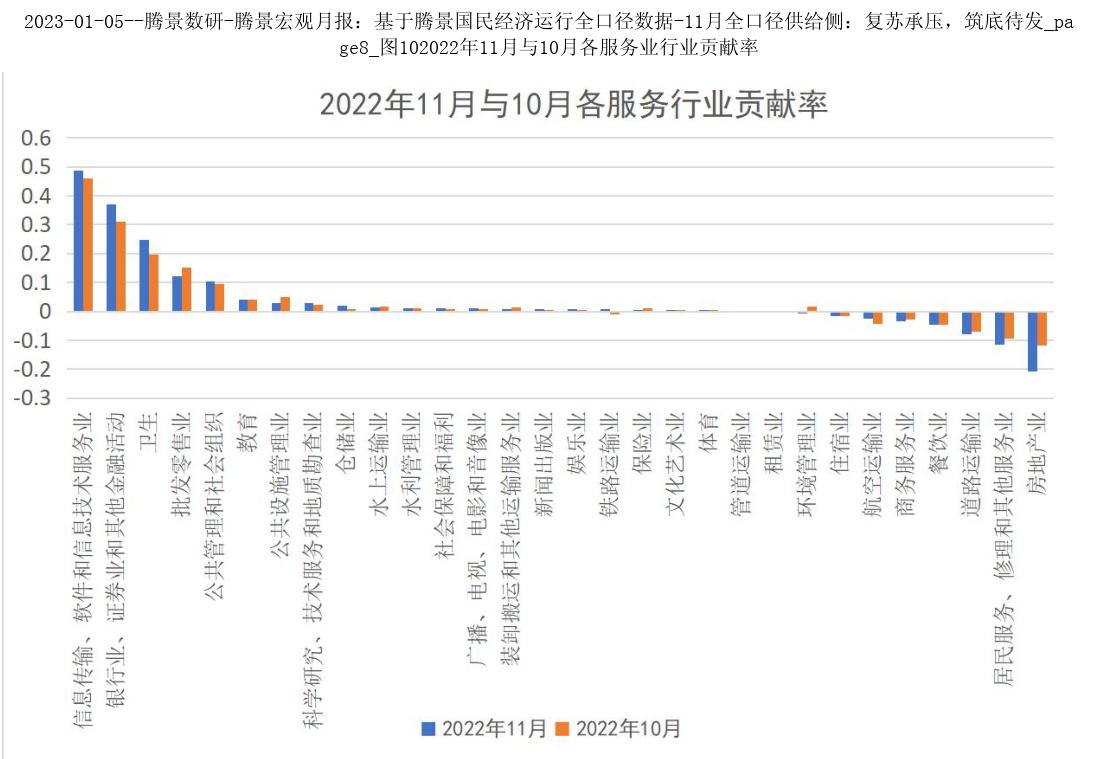 2023-01-05--腾景数研-腾景宏观月报：基于腾景国民经济运行全口径数据-11月全口径供给侧：复苏承压，筑底待发_pa
ge8_图102022年11月与10月各服务业行业贡献率
2022年11月与10月各服务行业贡献率
0.6
0.5
0.4
0.3
0.2
0.1
0
-0.1
-0.2
-0.3
信息传输、软件和信息技术服务业
银行业、证券业和其他金融活动
卫生
批发零售业
公共管理和社会组织
教育
公共设施管理业
科学研究、技术服务和地质勘查业
仓储业
水上运输业
水利管理业
社会保障和福利
广播、电视、电影和音像业
装卸搬运和其他运输服务业
新闻出版业
娱乐业
铁路运输业
保险业
文化艺术业
体育
管道运输业
租赁业
环境管理业
住宿业
航空运输业
商务服务业
餐饮业
道路运输业
居民服务、修理和其他服务业
房地产业
2022年11月
2022年10月